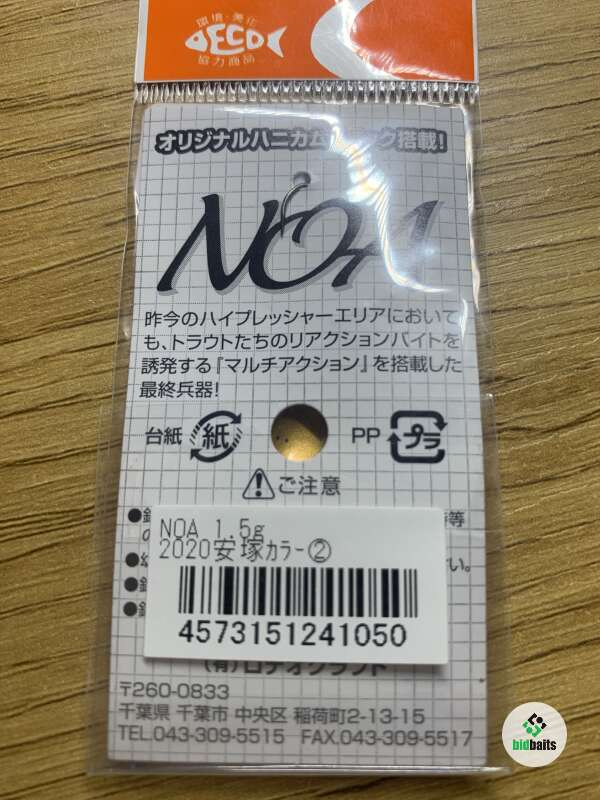 環境・美化
ECO
協力商品
オリジナルハニカム 搭載!
NOA
昨今のハイプレッシャーエリアにおいて
も、トラウトたちのリアクションバイトを
誘発する『マルチアクション』を搭載した
最終兵器!
台紙 紙 PP プラ
ご注意
NOA 1.5g
2020安塚カラー②
4573151241050
(有)ロデオクラフト
〒260-0833
千葉県 千葉市 中央区 稲荷町2-13-15
TEL.043-309-5515 FAX.043-309-5517
bidbaits